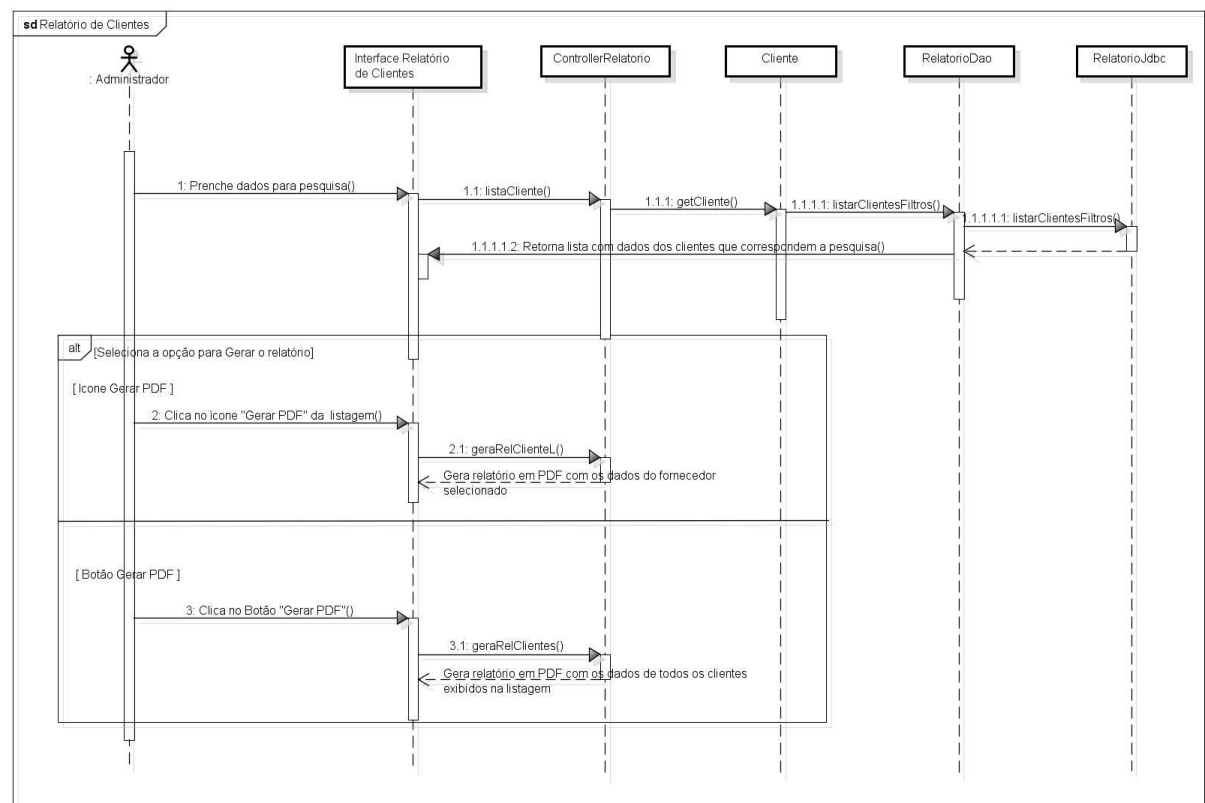 sd Relatório de Clientes
: Administrador
Interface Relatório
de Clientes
ControllerRelatorio
Cliente
RelatorioDao
RelatorioJdbc
1: Prenche dados para pesquisa()
1.1: listaCliente()
1.1.1: getCliente()
1.1.1.1: listarClientesFiltros()
1.1.1.1.1: listarClientesFiltros()
1.1.1.1.2: Retorna lista com dados dos clientes que correspondem a pesquisa()
alt
[Seleciona a opção para Gerar o relatório]
[ Icone Gerar PDF ]
2: Clica no ìcone "Gerar PDF" da listagem()
2.1: geraRelClienteL()
Gera relatório em PDF com os dados do fornecedor
selecionado
[ Botão Gerar PDF ]
3: Clica no Botão "Gerar PDF"()
3.1: geraRelClientes()
Gera relatório em PDF com os dados de todos os clientes
exibidos na listagem